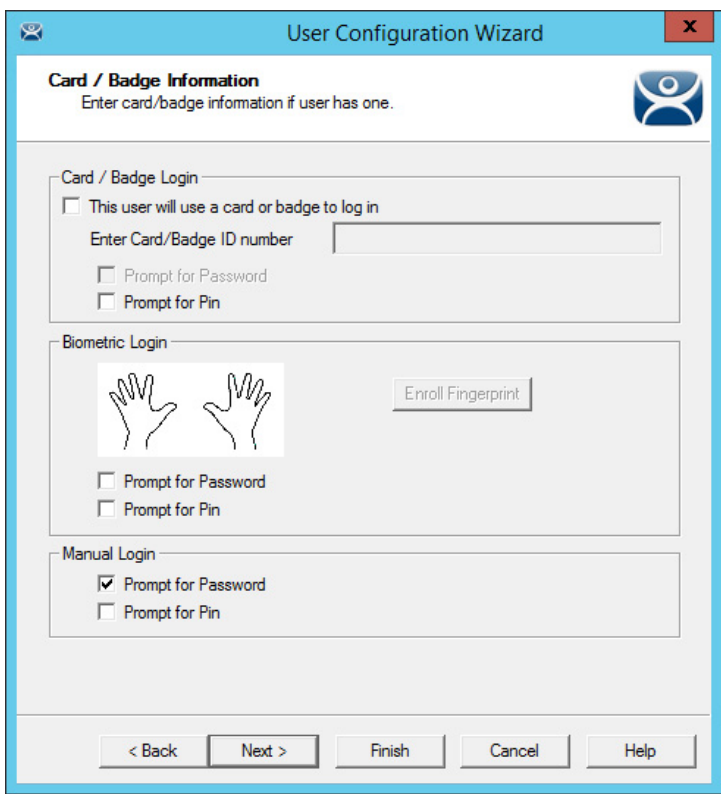 User Configuration Wizard
X
Card / Badge Information
Enter card/badge information if user has one.
Card / Badge Login
This user will use a card or badge to log in
Enter Card/Badge ID number
Prompt for Password
Prompt for Pin
Biometric Login
Enroll Fingerprint
Prompt for Password
Prompt for Pin
Manual Login
Prompt for Password
Prompt for Pin
< Back Next > Finish Cancel Help